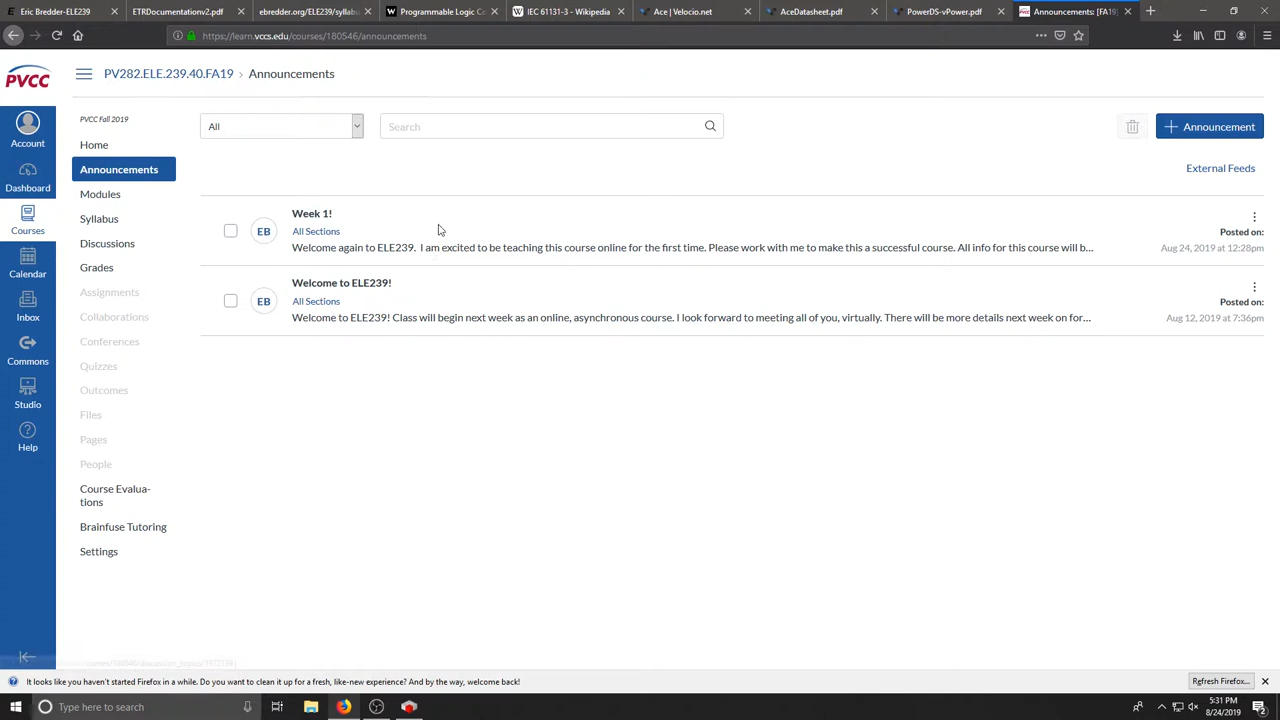 Eric Bredder-ELE239
ETRDocumentationv2.pdf
ebredder.org/ELE239/syllabu
Programmable Logic Co
IEC 61131-3 - Wikipedia
Ace | Velocio.net
AceDatasheet.pdf
PowerDS-vPower.pdf
Announcements: [FA19]
https://learn.vccs.edu/courses/180546/announcements
PVCC
PV282.ELE.239.40.FA19 › Announcements
Account
Dashboard
Courses
Calendar
Inbox
Commons
Studio
Help
PVCC Fall 2019
Home
Announcements
Modules
Syllabus
Discussions
Grades
Assignments
Collaborations
Conferences
Quizzes
Outcomes
Files
Pages
People
Course Evalua-
tions
Brainfuse Tutoring
Settings
All
Search
Announcement
External Feeds
EB
Week 1!
All Sections
Posted on:
Welcome again to ELE239. I am excited to be teaching this course online for the first time. Please work with me to make this a successful course. All info for this course will b...
Aug 24, 2019 at 12:28pm
EB
Welcome to ELE239!
All Sections
Posted on:
Welcome to ELE239! Class will begin next week as an online, asynchronous course. I look forward to meeting all of you, virtually. There will be more details next week on for...
Aug 12, 2019 at 7:36pm
It looks like you haven't started Firefox in a while. Do you want to clean it up for a fresh, like-new experience? And by the way, welcome back!
Refresh Firefox...
Type here to search
5:31 PM
8/24/2019
2